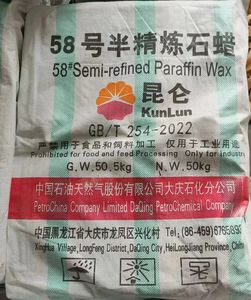 58号半精炼石蜡
58#Semi-refined Paraffin Wax
昆仑
KunLun
GB/T 254-2022
严禁用于食品和饲料加工 仅用于工业用途
Prohibited for food and feed Processing Only for industry
G.W.50.5kg N.W.50kg
中国石油天然气股份有限公司大庆石化分公司
PetroChina Company Limited DaQing PetroChemical Company
中国黑龙江省大庆市龙凤区兴化村 Tel:(86-459)6765893
XingHua Village,LongFeng District,DaQing City,HeiLongJiang Province,China